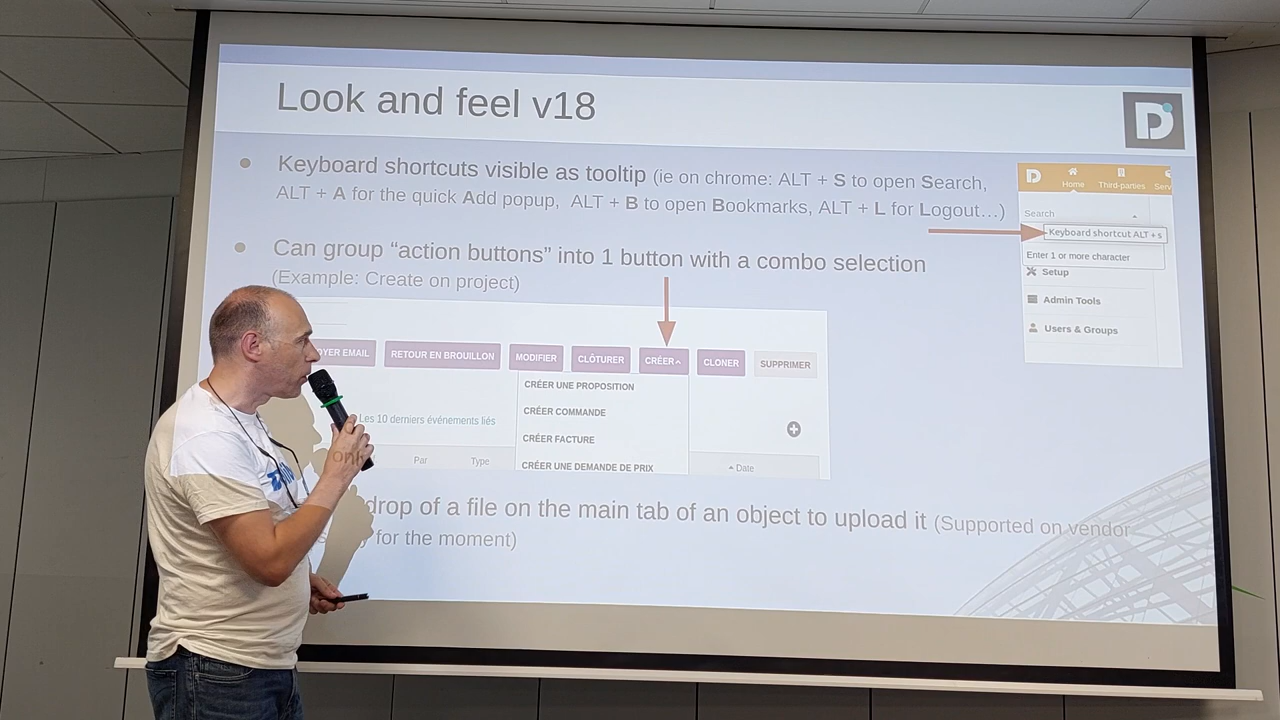 Look and feel v18
D
Keyboard shortcuts visible as tooltip (ie on chrome: ALT + S to open Search,
ALT + A for the quick Add popup, ALT + B to open Bookmarks, ALT + L for Logout…)
D
Home
Third-parties
Serv
Search
Keyboard shortcut ALT + s
Enter 1 or more character
Setup
Admin Tools
Users & Groups
Can group “action buttons” into 1 button with a combo selection
(Example: Create on project)
OYER EMAIL
RETOUR EN BROUILLON
MODIFIER
CLÔTURER
CRÉER
CLONER
SUPPRIMER
CRÉER UNE PROPOSITION
CRÉER COMMANDE
CRÉER FACTURE
CRÉER UNE DEMANDE DE PRIX
Les 10 derniers événements liés
Par
Type
Date
drop of a file on the main tab of an object to upload it (Supported on vendor
only
for the moment)